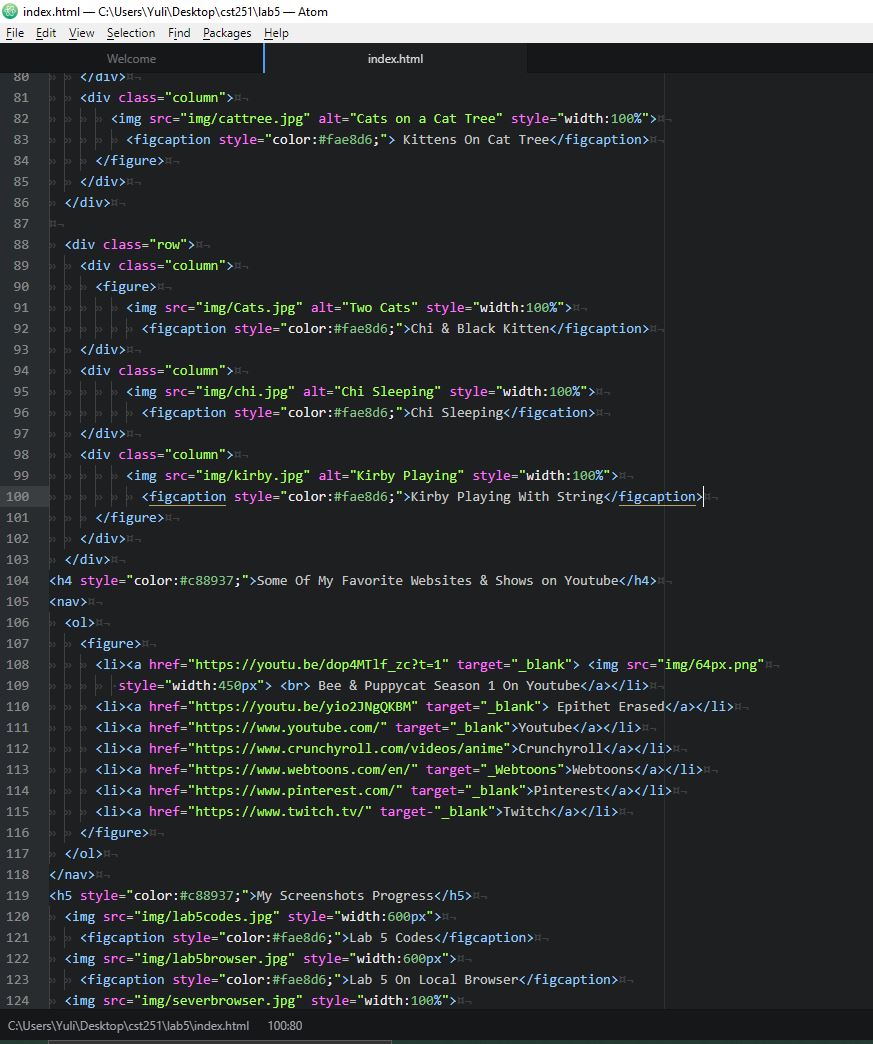 index.html — C:\Users\Yuli\Desktop\cst251\lab5 — Atom
File Edit View Selection Find Packages Help
Welcome index.html
80 </div>
81 <div class="column">
82 <img src="img/cattree.jpg" alt="Cats on a Cat Tree" style="width:100%">
83 <figcaption style="color:#fae8d6;"> Kittens On Cat Tree</figcaption>
84 </figure>
85 </div>
86 </div>
87
88 <div class="row">
89 <div class="column">
90 <figure>
91 <img src="img/Cats.jpg" alt="Two Cats" style="width:100%">
92 <figcaption style="color:#fae8d6;">Chi & Black Kitten</figcaption>
93 </div>
94 <div class="column">
95 <img src="img/chi.jpg" alt="Chi Sleeping" style="width:100%">
96 <figcaption style="color:#fae8d6;">Chi Sleeping</figcation>
97 </div>
98 <div class="column">
99 <img src="img/kirby.jpg" alt="Kirby Playing" style="width:100%">
100 <figcaption style="color:#fae8d6;">Kirby Playing With String</figcaption>
101 </figure>
102 </div>
103 </div>
104 <h4 style="color:#c88937;">Some Of My Favorite Websites & Shows on Youtube</h4>
105 <nav>
106 <ol>
107 <figure>
108 <li><a href="https://youtu.be/dop4MTlf_zc?t=1" target="_blank"> <img src="img/64px.png"
109 style="width:450px"> <br> Bee & Puppycat Season 1 On Youtube</a></li>
110 <li><a href="https://youtu.be/yio2JNgQKBM" target="_blank"> Epithet Erased</a></li>
111 <li><a href="https://www.youtube.com/" target="_blank">Youtube</a></li>
112 <li><a href="https://www.crunchyroll.com/videos/anime">Crunchyroll</a></li>
113 <li><a href="https://www.webtoons.com/en/" target="_Webtoons">Webtoons</a></li>
114 <li><a href="https://www.pinterest.com/" target="_blank">Pinterest</a></li>
115 <li><a href="https://www.twitch.tv/" target-"_blank">Twitch</a></li>
116 </figure>
117 </ol>
118 </nav>
119 <h5 style="color:#c88937;">My Screenshots Progress</h5>
120 <img src="img/lab5codes.jpg" style="width:600px">
121 <figcaption style="color:#fae8d6;">Lab 5 Codes</figcaption>
122 <img src="img/lab5browser.jpg" style="width:600px">
123 <figcaption style="color:#fae8d6;">Lab 5 On Local Browser</figcaption>
124 <img src="img/severbrowser.jpg" style="width:100%">
C:\Users\Yuli\Desktop\cst251\lab5\index.html 100:80